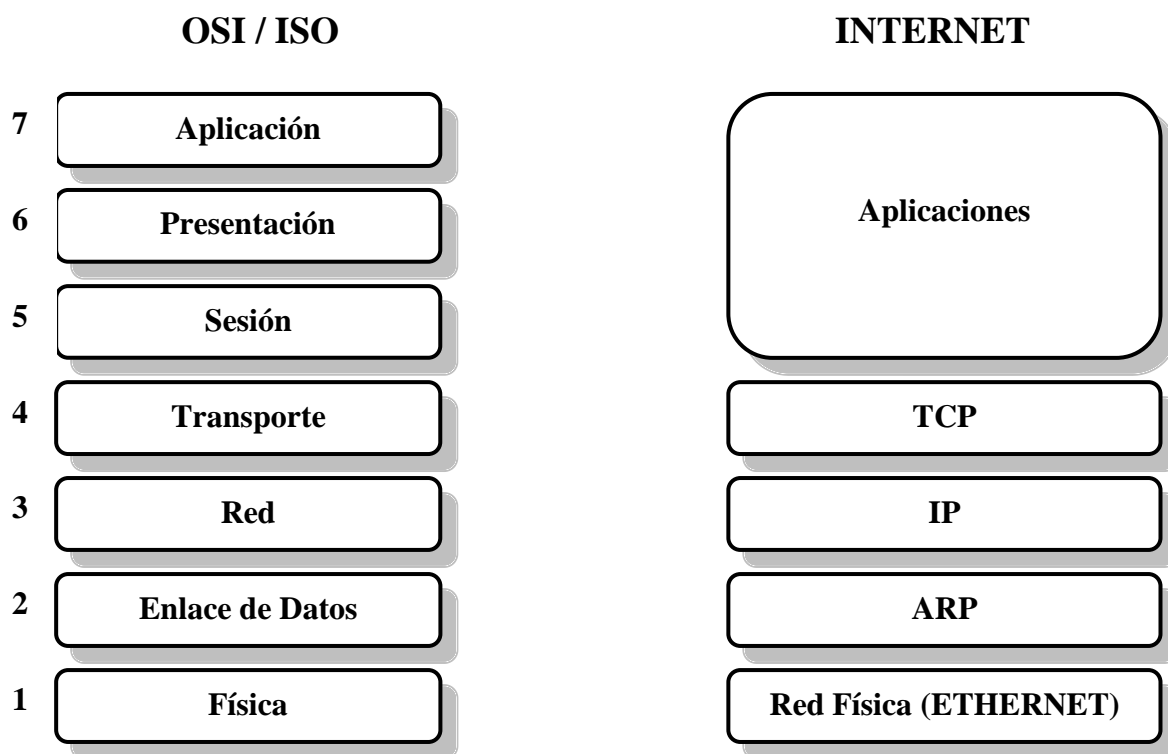 OSI / ISO
INTERNET
7
Aplicación
6
Presentación
Aplicaciones
5
Sesión
4
Transporte
TCP
3
Red
IP
2
Enlace de Datos
ARP
1
Física
Red Física (ETHERNET)